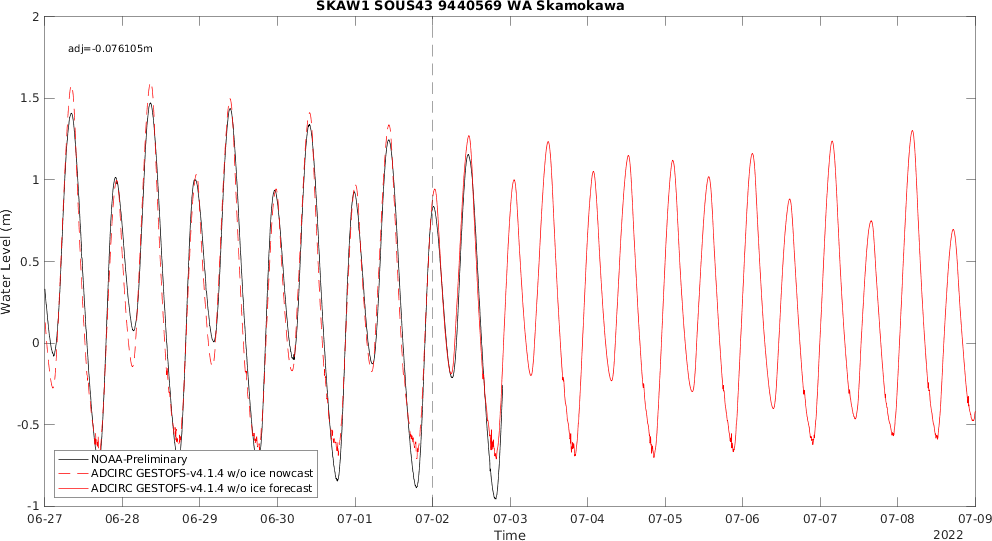 SKAW1 SOUS43 9440569 WA Skamokawa
adj=-0.076105m
Water Level (m)
2
1.5
1
0.5
0
-0.5
-1
NOAA-Preliminary
ADCIRC GESTOFS-v4.1.4 w/o ice nowcast
ADCIRC GESTOFS-v4.1.4 w/o ice forecast
06-27 06-28 06-29 06-30 07-01 07-02 07-03 07-04 07-05 07-06 07-07 07-08 07-09
Time
2022